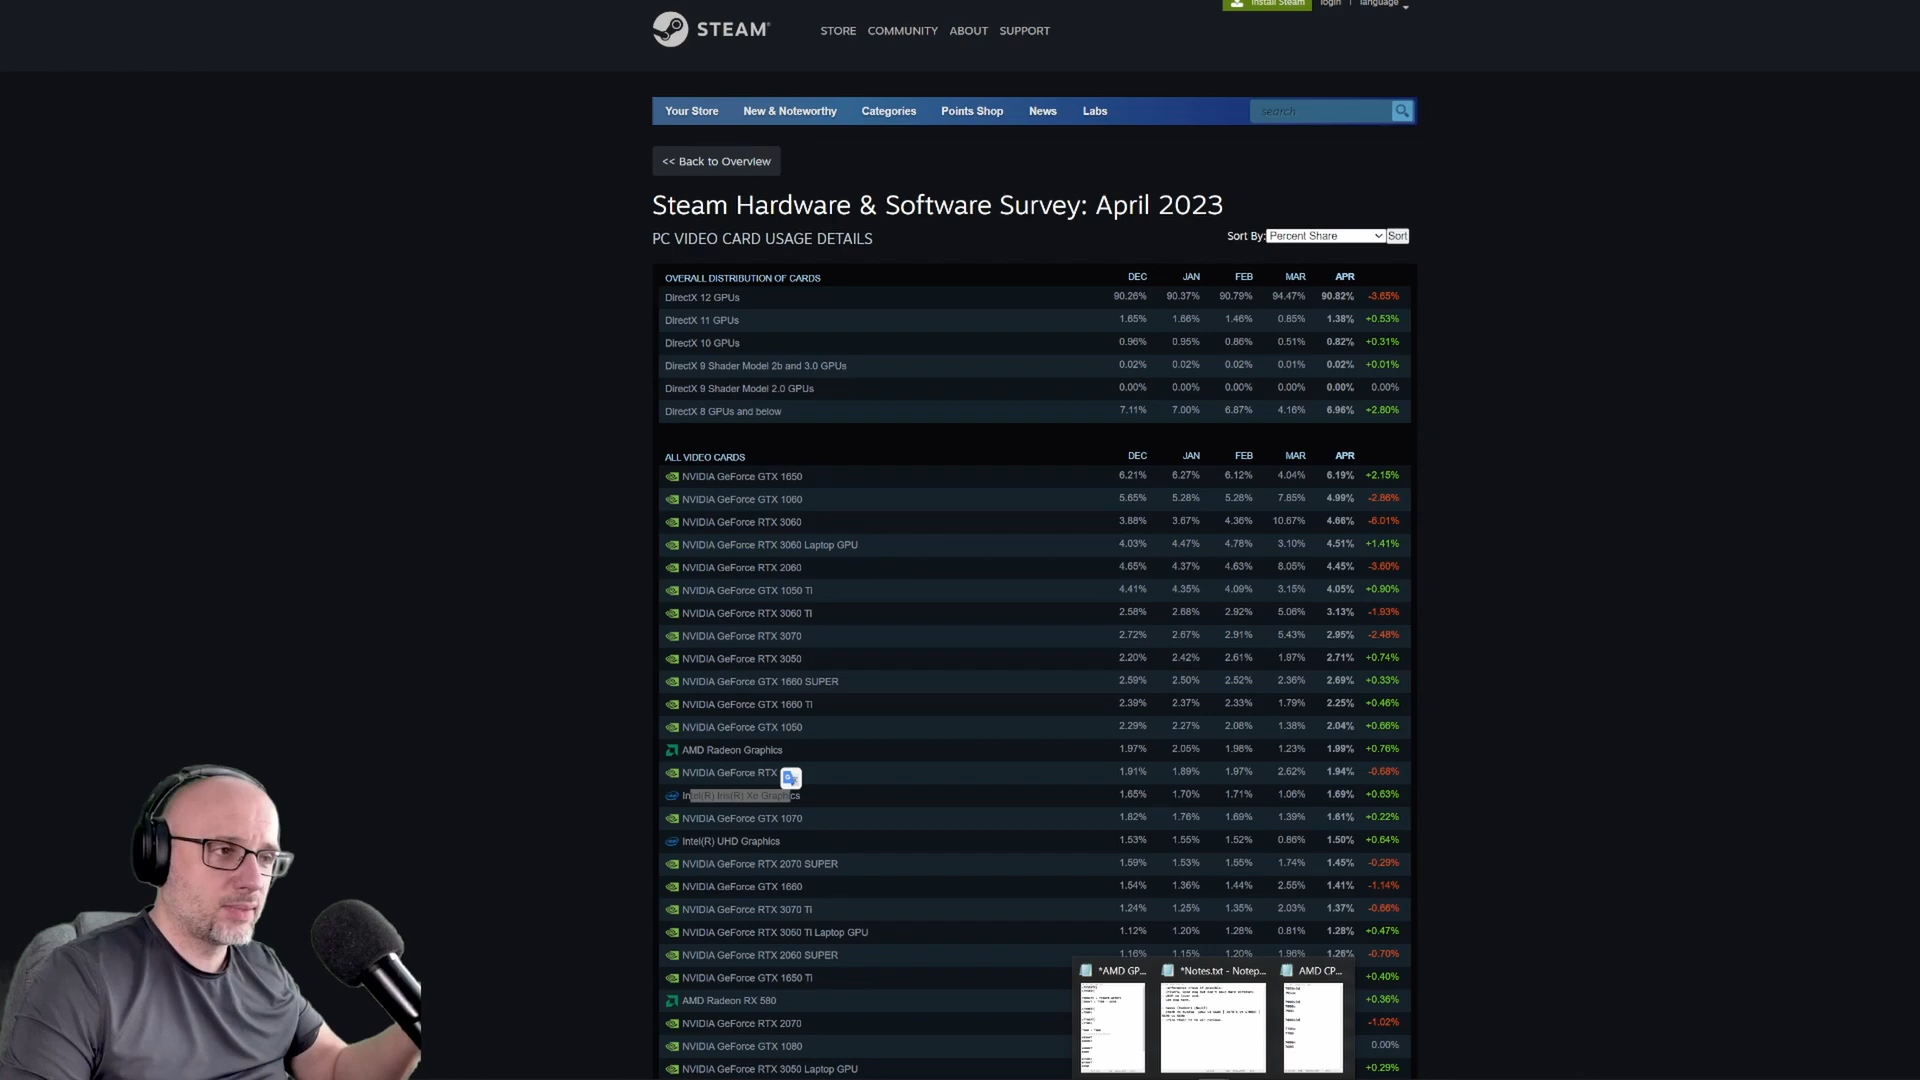 Install Steam login | language
STEAM®
STORE COMMUNITY ABOUT SUPPORT
Your Store New & Noteworthy Categories Points Shop News Labs search
<< Back to Overview
Steam Hardware & Software Survey: April 2023
PC VIDEO CARD USAGE DETAILS Sort By: Percent Share Sort
OVERALL DISTRIBUTION OF CARDS DEC JAN FEB MAR APR
DirectX 12 GPUs 90.26% 90.37% 90.79% 94.47% 90.82% -3.65%
DirectX 11 GPUs 1.65% 1.66% 1.46% 0.85% 1.38% +0.53%
DirectX 10 GPUs 0.96% 0.95% 0.86% 0.51% 0.82% +0.31%
DirectX 9 Shader Model 2b and 3.0 GPUs 0.02% 0.02% 0.02% 0.01% 0.02% +0.01%
DirectX 9 Shader Model 2.0 GPUs 0.00% 0.00% 0.00% 0.00% 0.00% 0.00%
DirectX 8 GPUs and below 7.11% 7.00% 6.87% 4.16% 6.96% +2.80%
ALL VIDEO CARDS DEC JAN FEB MAR APR
NVIDIA GeForce GTX 1650 6.21% 6.27% 6.12% 4.04% 6.19% +2.15%
NVIDIA GeForce GTX 1060 5.65% 5.28% 5.28% 7.85% 4.99% -2.86%
NVIDIA GeForce RTX 3060 3.88% 3.67% 4.36% 10.67% 4.66% -6.01%
NVIDIA GeForce RTX 3060 Laptop GPU 4.03% 4.47% 4.78% 3.10% 4.51% +1.41%
NVIDIA GeForce RTX 2060 4.65% 4.37% 4.63% 8.05% 4.45% -3.60%
NVIDIA GeForce GTX 1050 Ti 4.41% 4.35% 4.09% 3.15% 4.05% +0.90%
NVIDIA GeForce RTX 3060 Ti 2.58% 2.68% 2.92% 5.06% 3.13% -1.93%
NVIDIA GeForce RTX 3070 2.72% 2.67% 2.91% 5.43% 2.95% -2.48%
NVIDIA GeForce RTX 3050 2.20% 2.42% 2.61% 1.97% 2.71% +0.74%
NVIDIA GeForce GTX 1660 SUPER 2.59% 2.50% 2.52% 2.36% 2.69% +0.33%
NVIDIA GeForce GTX 1660 Ti 2.39% 2.37% 2.33% 1.79% 2.25% +0.46%
NVIDIA GeForce GTX 1050 2.29% 2.27% 2.08% 1.38% 2.04% +0.66%
AMD Radeon Graphics 1.97% 2.05% 1.98% 1.23% 1.99% +0.76%
NVIDIA GeForce RTX 1.91% 1.89% 1.97% 2.62% 1.94% -0.68%
Intel(R) Iris(R) Xe Graphics 1.65% 1.70% 1.71% 1.06% 1.69% +0.63%
NVIDIA GeForce GTX 1070 1.82% 1.76% 1.69% 1.39% 1.61% +0.22%
Intel(R) UHD Graphics 1.53% 1.55% 1.52% 0.86% 1.50% +0.64%
NVIDIA GeForce RTX 2070 SUPER 1.59% 1.53% 1.55% 1.74% 1.45% -0.29%
NVIDIA GeForce GTX 1660 1.54% 1.36% 1.44% 2.55% 1.41% -1.14%
NVIDIA GeForce RTX 3070 Ti 1.24% 1.25% 1.35% 2.03% 1.37% -0.66%
NVIDIA GeForce RTX 3050 Ti Laptop GPU 1.12% 1.20% 1.28% 0.81% 1.28% +0.47%
NVIDIA GeForce RTX 2060 SUPER 1.16% 1.15% 1.20% 1.96% 1.26% -0.70%
*AMD GP... *Notes.txt - Notep... AMD CP...
NVIDIA GeForce GTX 1650 Ti +0.40%
AMD Radeon RX 580 +0.36%
NVIDIA GeForce RTX 2070 -1.02%
NVIDIA GeForce GTX 1080 0.00%
NVIDIA GeForce RTX 3050 Laptop GPU +0.29%